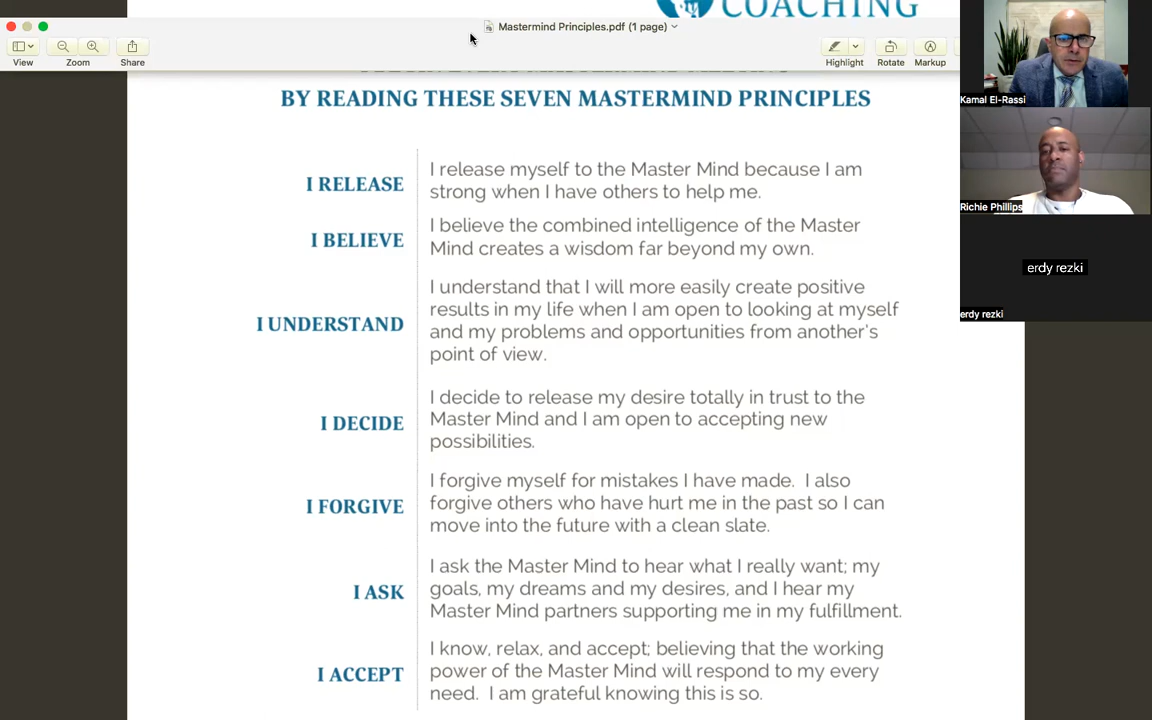 COACHING
Mastermind Principles.pdf (1 page)
View
Zoom
Share
Highlight
Rotate
Markup
BY READING THESE SEVEN MASTERMIND PRINCIPLES
I RELEASE
I release myself to the Master Mind because I am
strong when I have others to help me.
I BELIEVE
I believe the combined intelligence of the Master
Mind creates a wisdom far beyond my own.
I UNDERSTAND
I understand that I will more easily create positive
results in my life when I am open to looking at myself
and my problems and opportunities from another's
point of view.
I DECIDE
I decide to release my desire totally in trust to the
Master Mind and I am open to accepting new
possibilities.
I FORGIVE
I forgive myself for mistakes I have made.  I also
forgive others who have hurt me in the past so I can
move into the future with a clean slate.
I ASK
I ask the Master Mind to hear what I really want; my
goals, my dreams and my desires, and I hear my
Master Mind partners supporting me in my fulfillment.
I ACCEPT
I know, relax, and accept; believing that the working
power of the Master Mind will respond to my every
need.  I am grateful knowing this is so.
Kamal El-Rassi
Richie Phillips
erdy rezki
erdy rezki